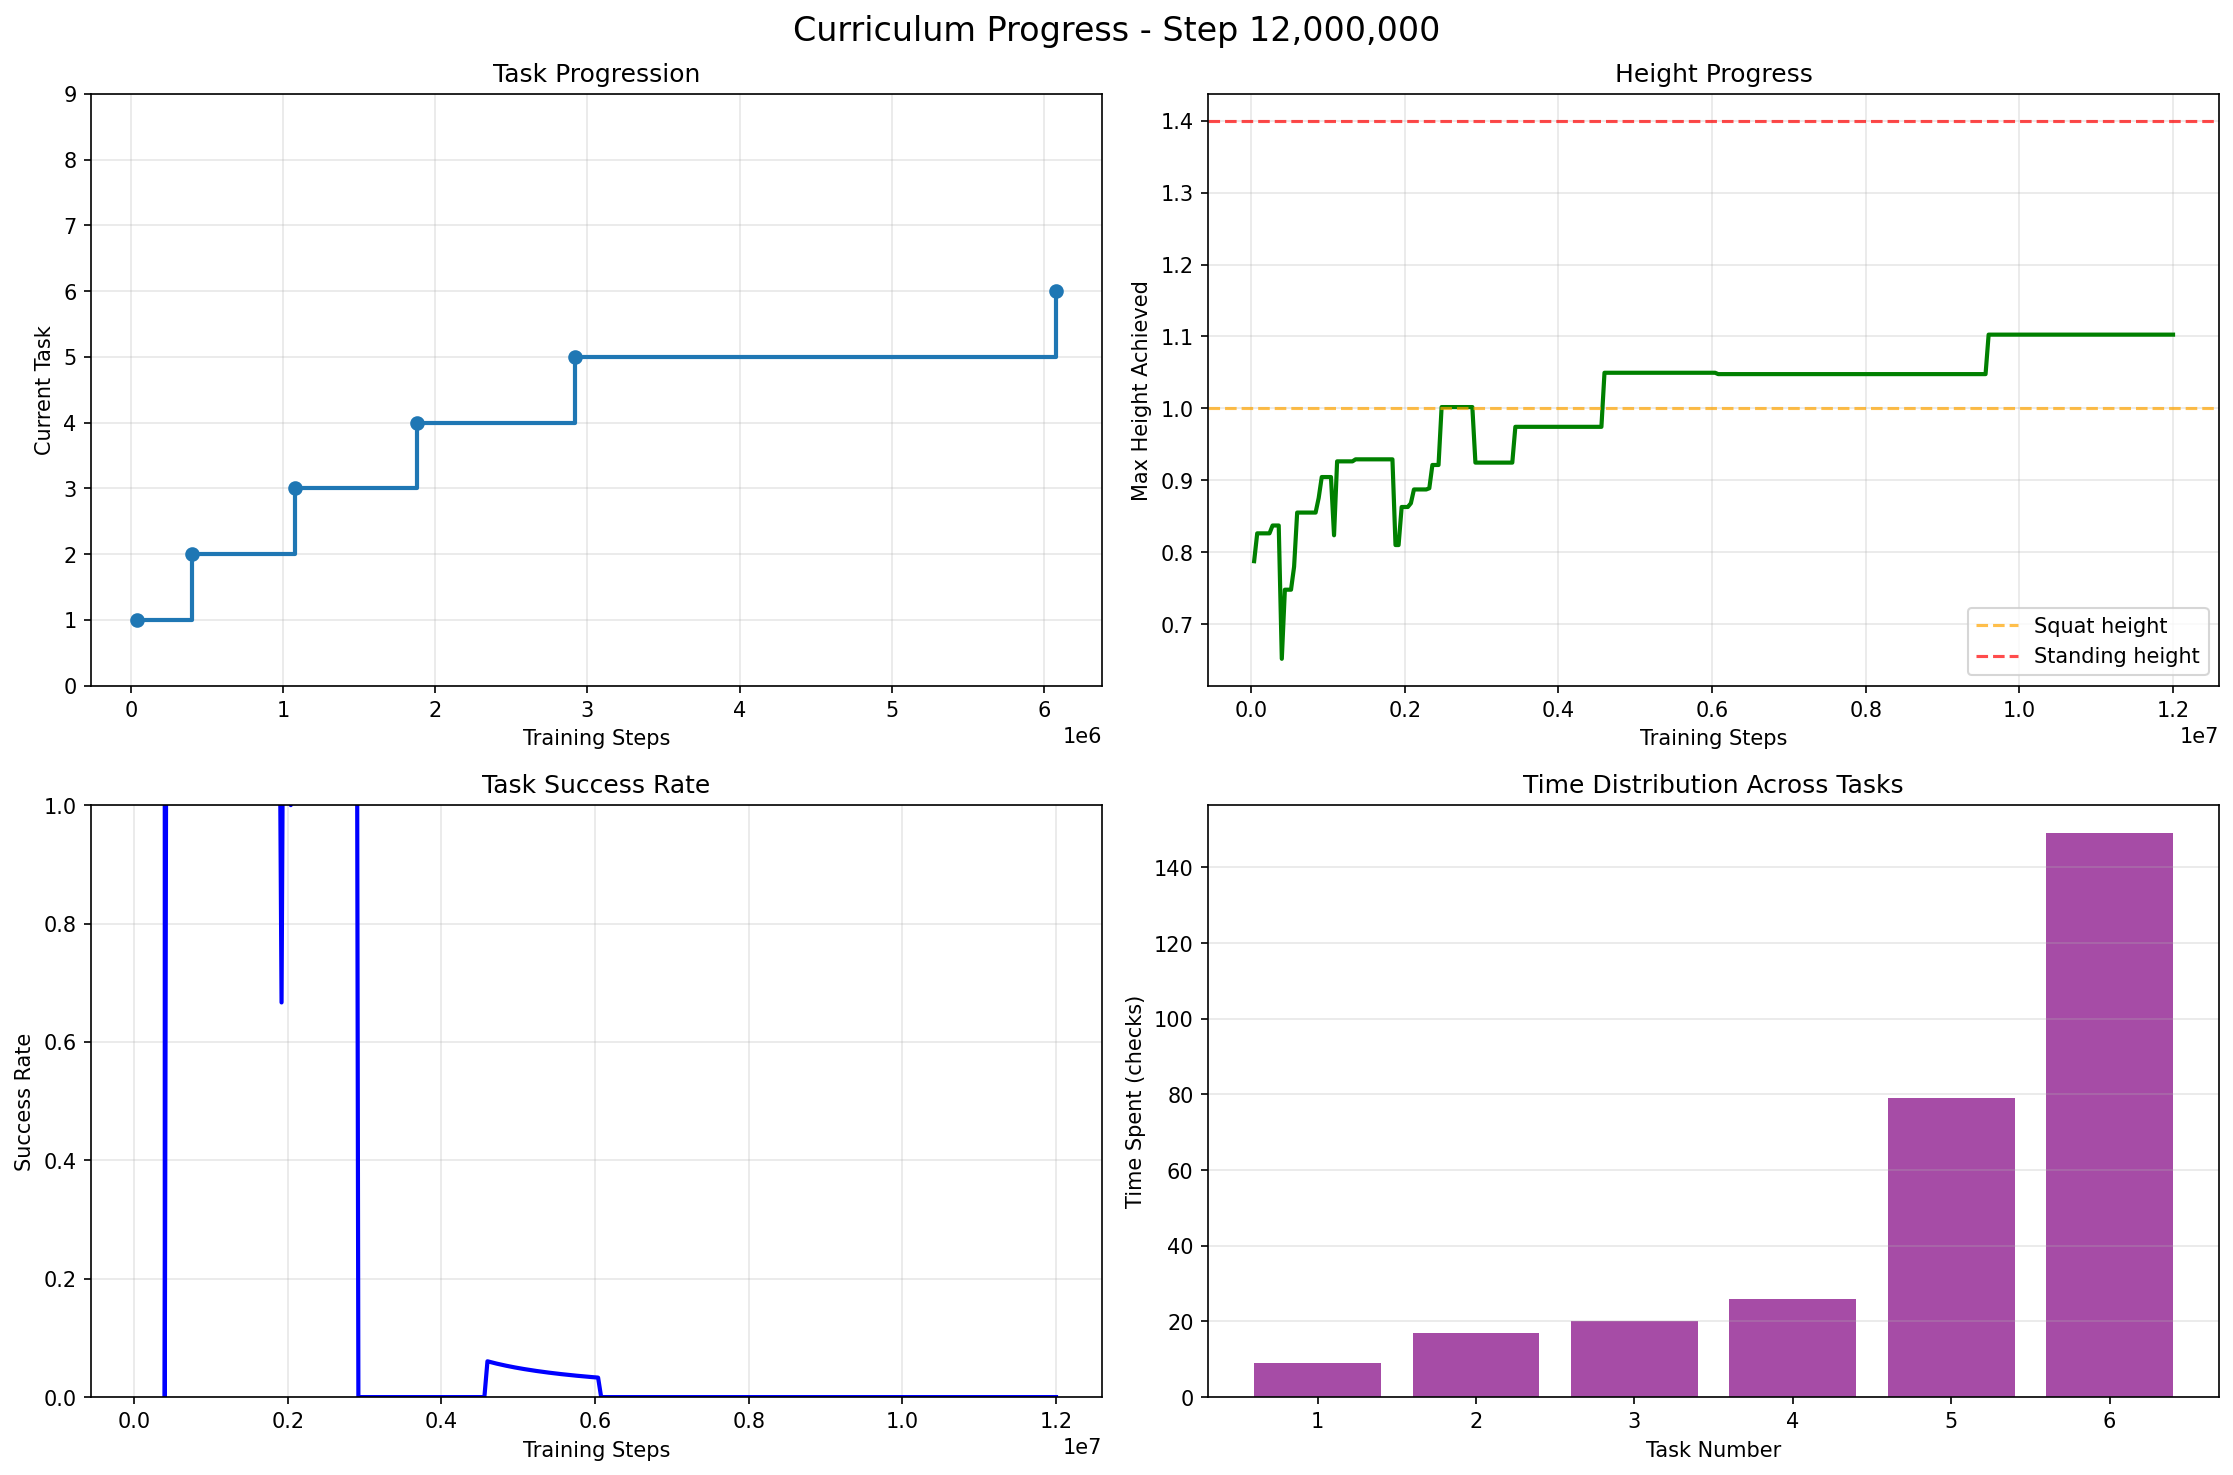 Curriculum Progress - Step 12,000,000
Task Progression
9
8
7
6
5
4
3
2
1
0
Current Task
0 1 2 3 4 5 6
1e6
Training Steps
Height Progress
1.4
1.3
1.2
1.1
1.0
0.9
0.8
0.7
Max Height Achieved
Squat height
Standing height
0.0 0.2 0.4 0.6 0.8 1.0 1.2
1e7
Training Steps
Task Success Rate
1.0
0.8
0.6
0.4
0.2
0.0
Success Rate
0.0 0.2 0.4 0.6 0.8 1.0 1.2
1e7
Training Steps
Time Distribution Across Tasks
140
120
100
80
60
40
20
0
Time Spent (checks)
1 2 3 4 5 6
Task Number